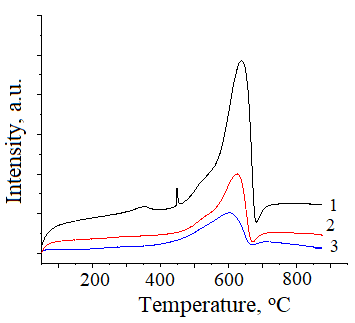 Intensity, a.u.
1
2
3
200 400 600 800
Temperature, °C